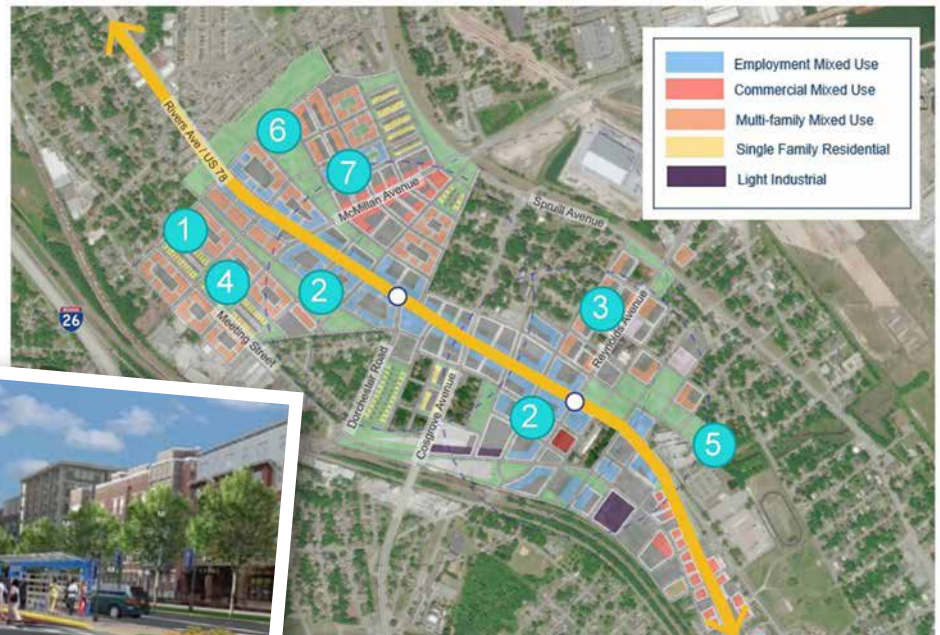 Employment Mixed Use
Commercial Mixed Use
Multi-family Mixed Use
Single Family Residential
Light Industrial
Rivers Ave / US 78
6
7
McMillan Avenue
Spruill Avenue
1
4
2
3
Reynolds Avenue
INTERSTATE
26
Meeting Street
Dorchester Road
Cosgrove Avenue
2
5